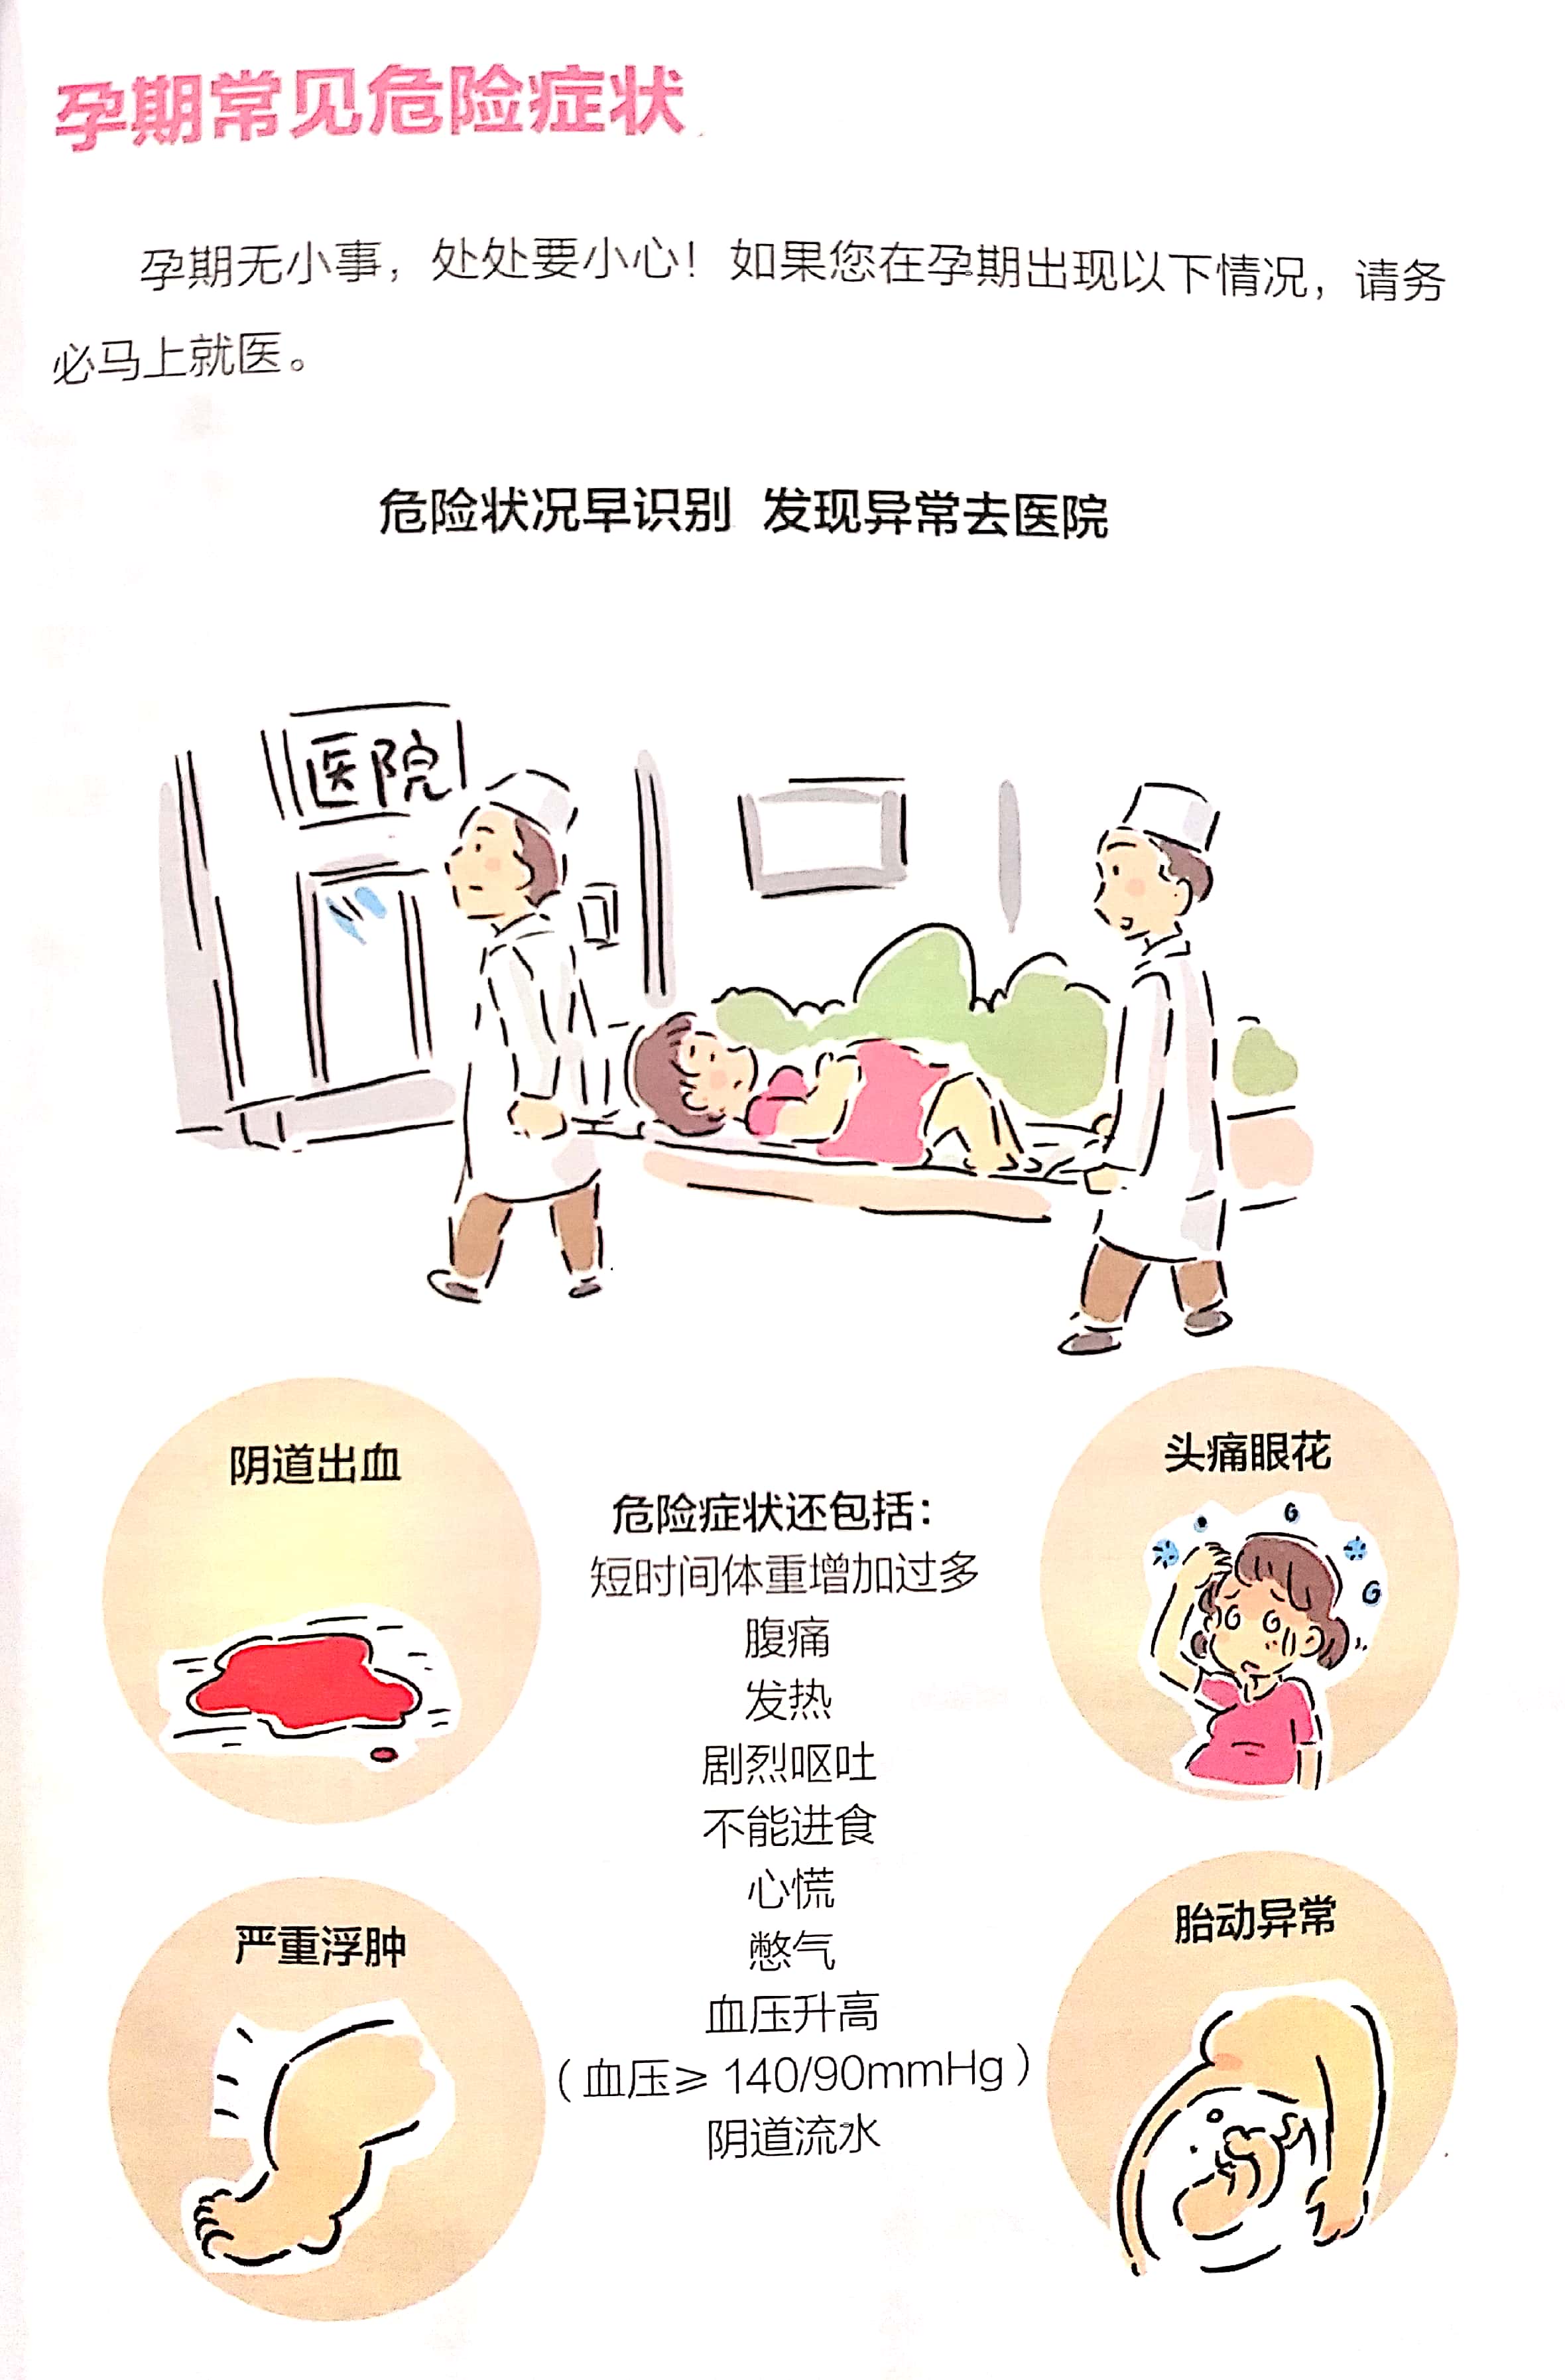 孕期常见危险症状
孕期无小事，处处要小心！如果您在孕期出现以下情况，请务
必马上就医。
危险状况早识别 发现异常去医院
医院
阴道出血
头痛眼花
危险症状还包括：
短时间体重增加过多
腹痛
发热
剧烈呕吐
不能进食
心慌
憋气
血压升高
（血压≥140/90mmHg）
阴道流水
严重浮肿
胎动异常